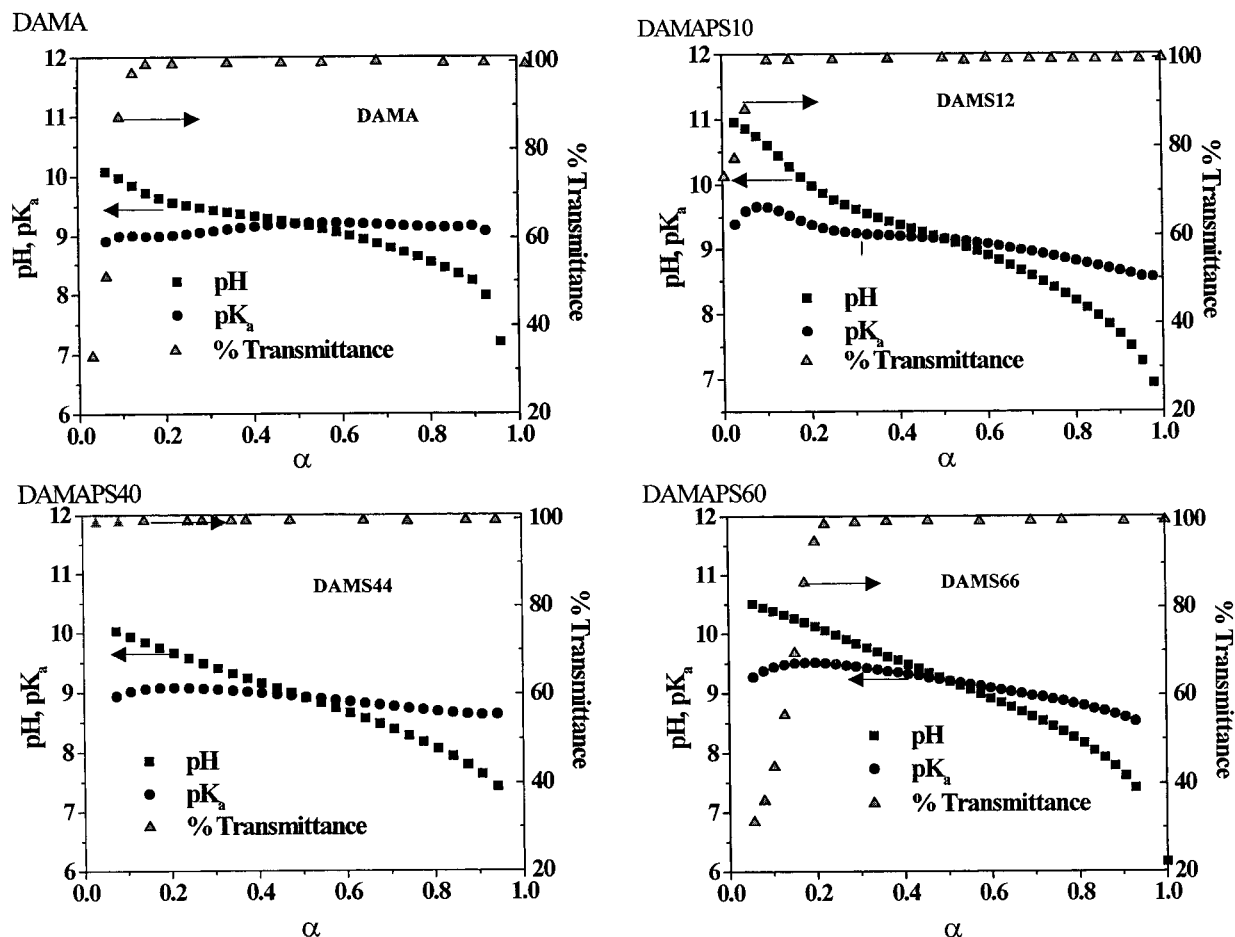 DAMA
12
11
10
9
8
7
6
pH, pKa
DAMA
pH
pKa
% Transmittance
100
80
60
40
20
% Transmittance
0.0 0.2 0.4 0.6 0.8 1.0
α
DAMAPS10
12
11
10
9
8
7
pH, pKa
DAMS12
pH
pKa
% Transmittance
100
80
60
40
20
% Transmittance
0.0 0.2 0.4 0.6 0.8 1.0
α
DAMAPS40
12
11
10
9
8
7
6
pH, pKa
DAMS44
pH
pKa
% Transmittance
100
80
60
40
20
% Transmittance
0.0 0.2 0.4 0.6 0.8 1.0
α
DAMAPS60
12
11
10
9
8
7
6
pH, pKa
DAMS66
pH
pKa
% Transmittance
100
80
60
40
20
% Transmittance
0.0 0.2 0.4 0.6 0.8 1.0
α